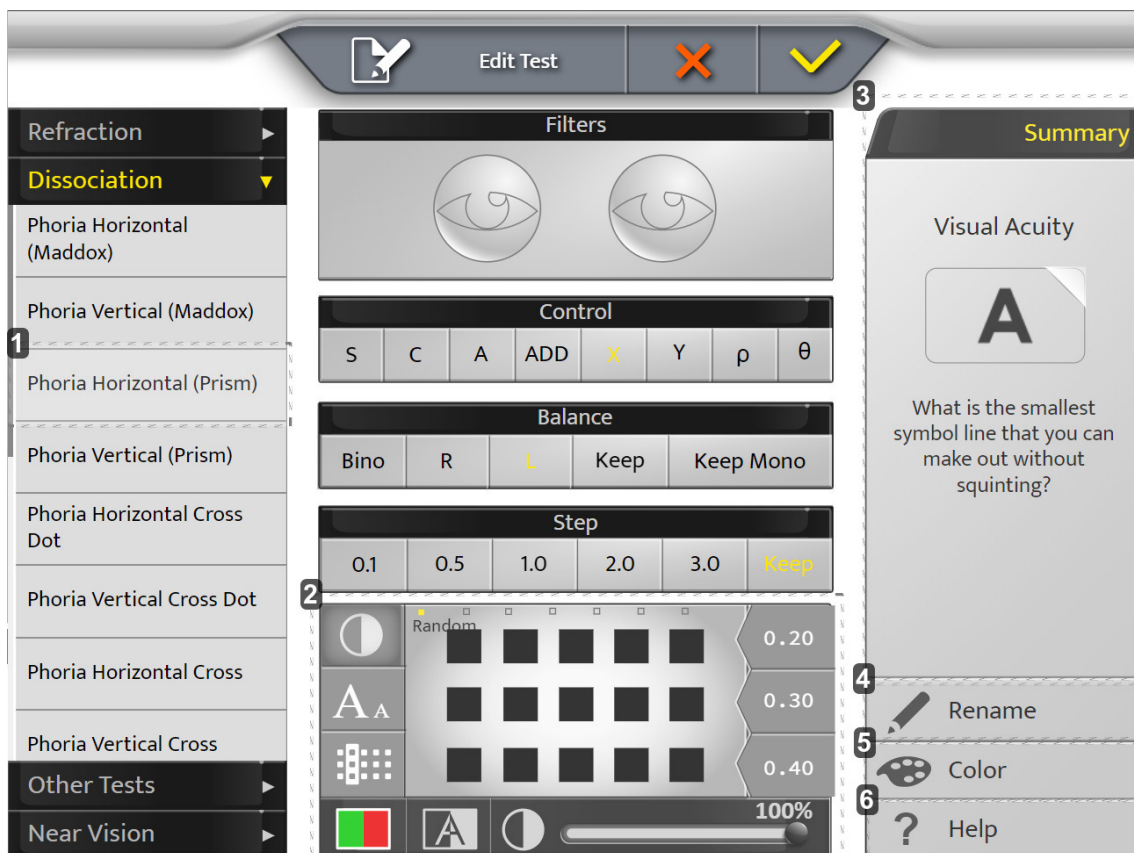 Edit Test
3
Refraction
Dissociation
Phoria Horizontal
(Maddox)
Phoria Vertical (Maddox)
1
Phoria Horizontal (Prism)
Phoria Vertical (Prism)
Phoria Horizontal Cross
Dot
Phoria Vertical Cross Dot
Phoria Horizontal Cross
Phoria Vertical Cross
Other Tests
Near Vision
Filters
Control
S C A ADD X Y ρ θ
Balance
Bino R L Keep Keep Mono
Step
0.1 0.5 1.0 2.0 3.0 Keep
2
Random
A A
0.20
0.30
0.40
A
100%
Summary
Visual Acuity
A
What is the smallest
symbol line that you can
make out without
squinting?
4
Rename
5
Color
6
? Help